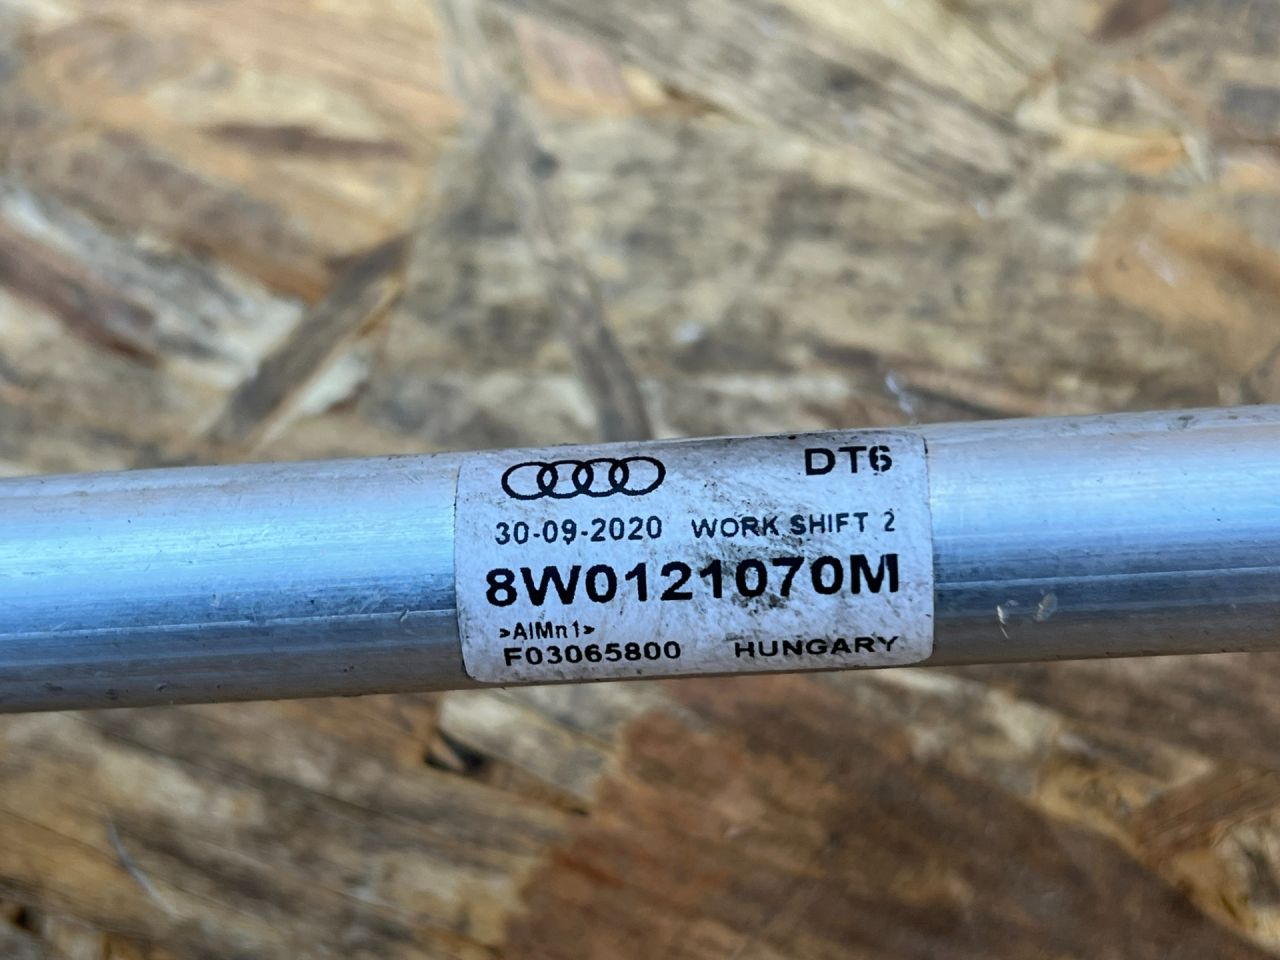 DT6
30-09-2020 WORK SHIFT 2
8W0121070M
>AlMn1>
F03065800 HUNGARY